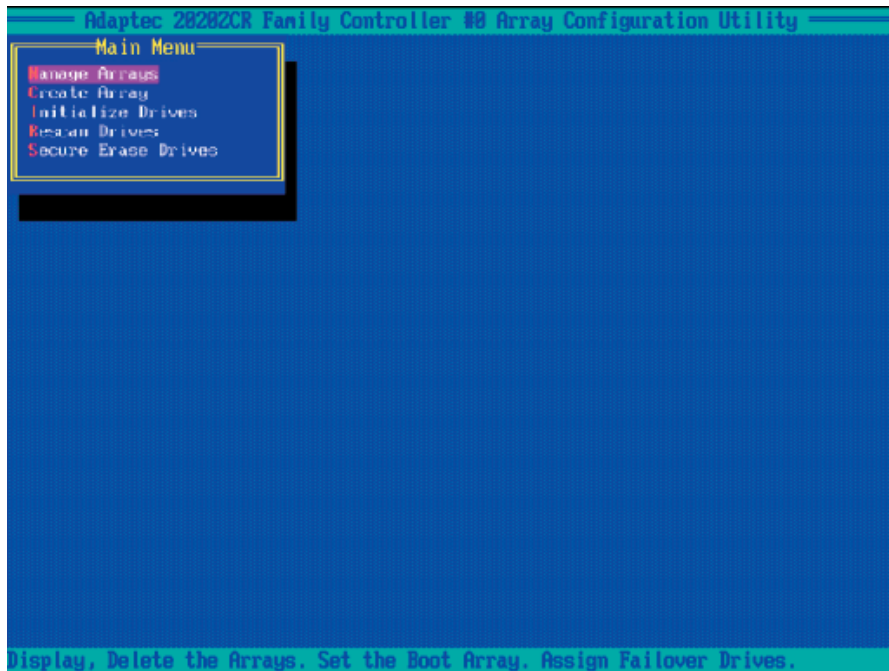 Adaptec 2020ZCR Family Controller #0 Array Configuration Utility
Main Menu
Manage Arrays
Create Array
Initialize Drives
Rescan Drives
Secure Erase Drives
Display, Delete the Arrays. Set the Boot Array. Assign Failover Drives.